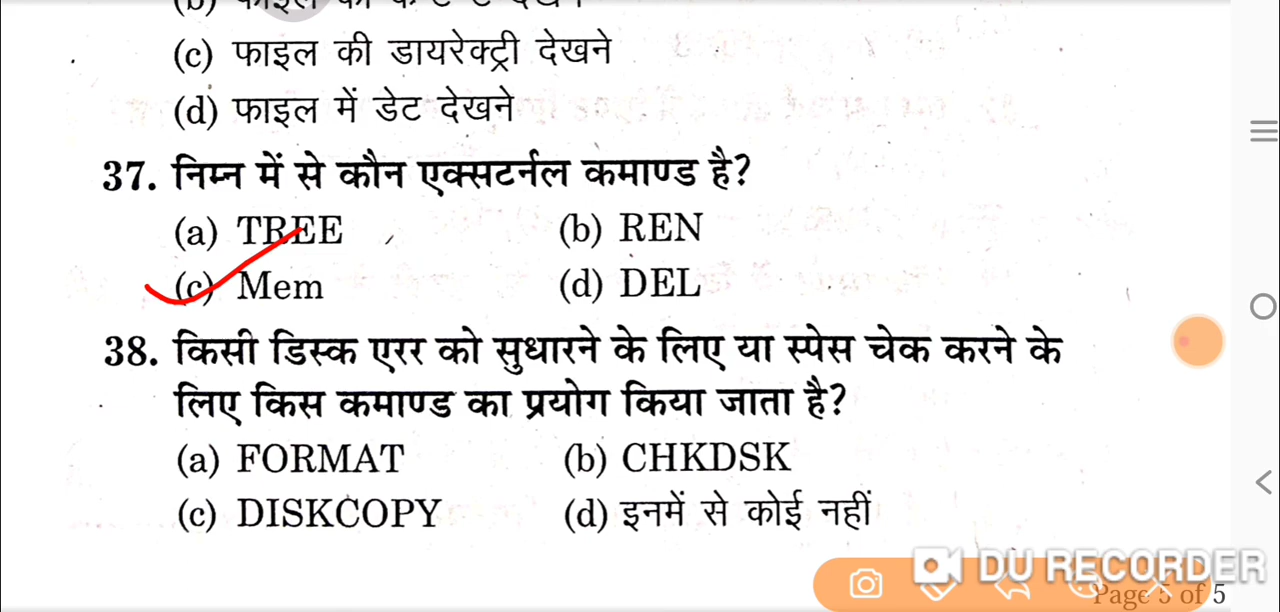 (c) फाइल की डायरेक्ट्री देखने
(d) फाइल में डेट देखने
37. निम्न में से कौन एक्सटर्नल कमाण्ड है?
(a) TREE (b) REN
(c) Mem (d) DEL
38. किसी डिस्क एरर को सुधारने के लिए या स्पेस चेक करने के
लिए किस कमाण्ड का प्रयोग किया जाता है?
(a) FORMAT (b) CHKDSK
(c) DISKCOPY (d) इनमें से कोई नहीं
DU RECORDER
Page 5 of 5